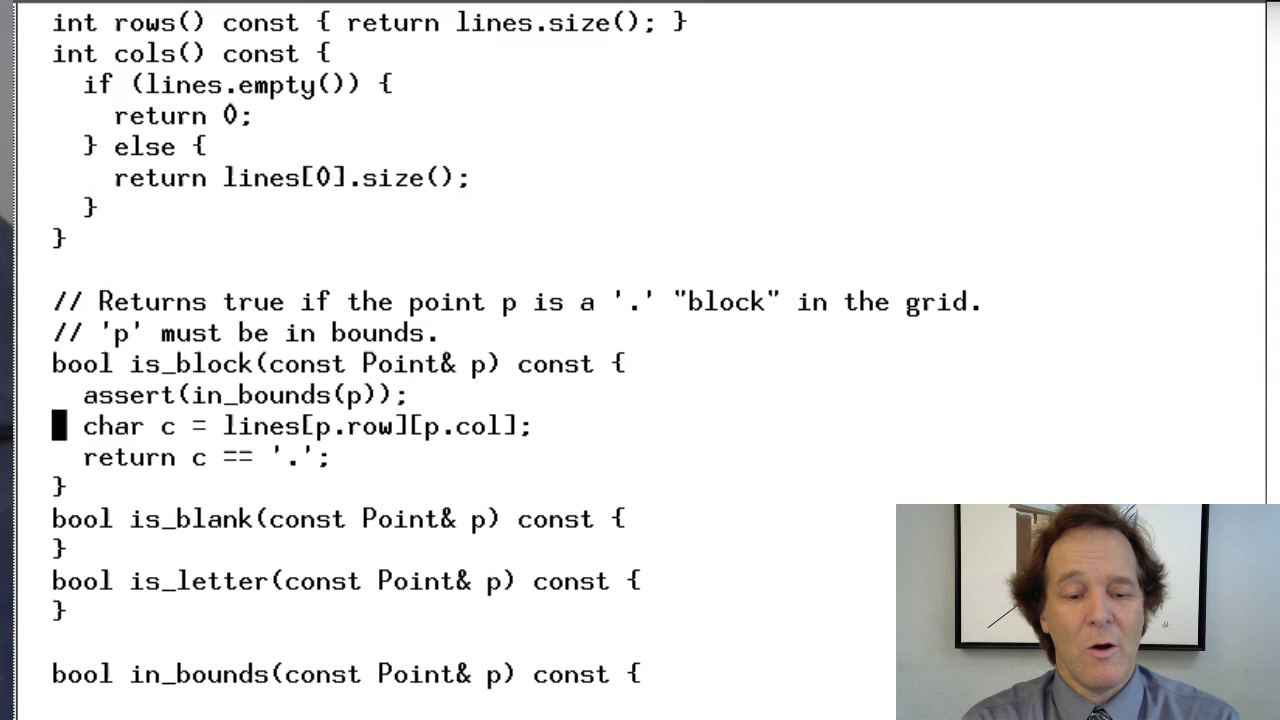 int rows() const { return lines.size(); }
int cols() const {
  if (lines.empty()) {
    return 0;
  } else {
    return lines[0].size();
  }
}

// Returns true if the point p is a '.' "block" in the grid.
// 'p' must be in bounds.
bool is_block(const Point& p) const {
  assert(in_bounds(p));
  char c = lines[p.row][p.col];
  return c == '.';
}
bool is_blank(const Point& p) const {
}
bool is_letter(const Point& p) const {
}

bool in_bounds(const Point& p) const {